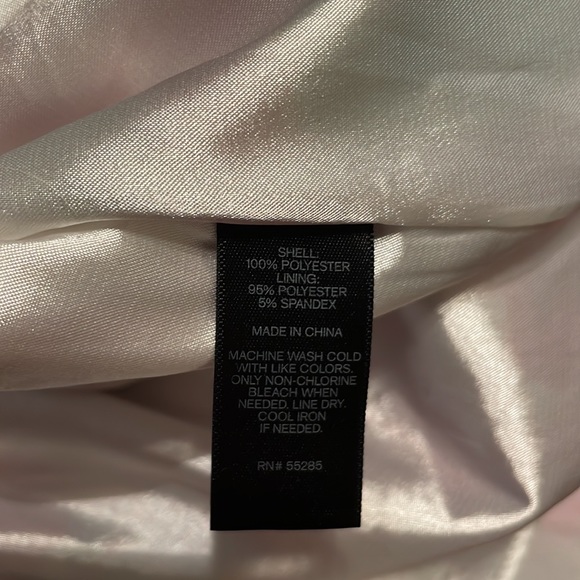 SHELL:
100% POLYESTER
LINING:
95% POLYESTER
5% SPANDEX
MADE IN CHINA
MACHINE WASH COLD
WITH LIKE COLORS.
ONLY NON-CHLORINE
BLEACH WHEN
NEEDED. LINE DRY.
COOL IRON
IF NEEDED.
RN# 55285